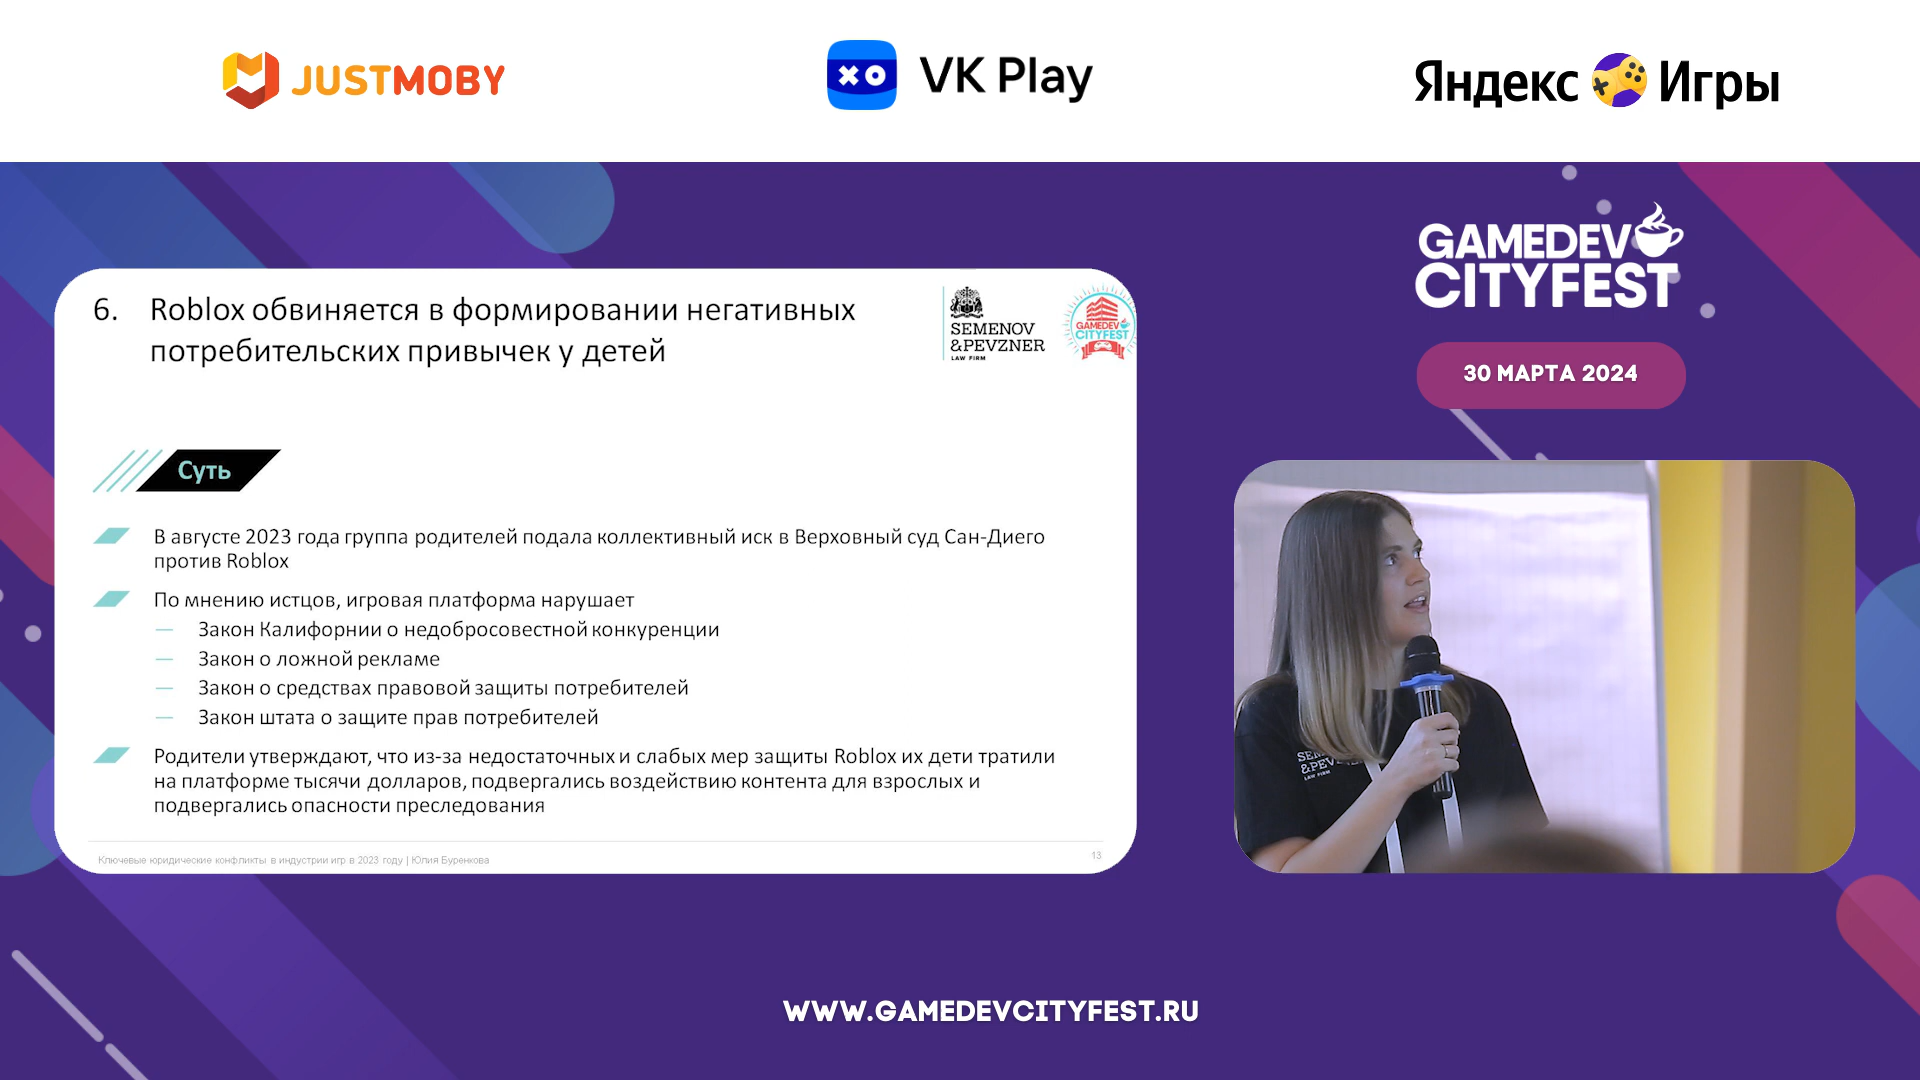 JUSTMOBY
VK Play
Яндекс Игры
GAMEDEV
CITYFEST
30 МАРТА 2024
6. Roblox обвиняется в формировании негативных
потребительских привычек у детей
SEMENOV
&PEVZNER
LAW FIRM
GAMEDEV
CITYFEST
Суть
В августе 2023 года группа родителей подала коллективный иск в Верховный суд Сан-Диего
против Roblox
По мнению истцов, игровая платформа нарушает
— Закон Калифорнии о недобросовестной конкуренции
— Закон о ложной рекламе
— Закон о средствах правовой защиты потребителей
— Закон штата о защите прав потребителей
Родители утверждают, что из-за недостаточных и слабых мер защиты Roblox их дети тратили
на платформе тысячи долларов, подвергались воздействию контента для взрослых и
подвергались опасности преследования
Ключевые юридические конфликты в индустрии игр в 2023 году | Юлия Буренкова
13
WWW.GAMEDEVCITYFEST.RU